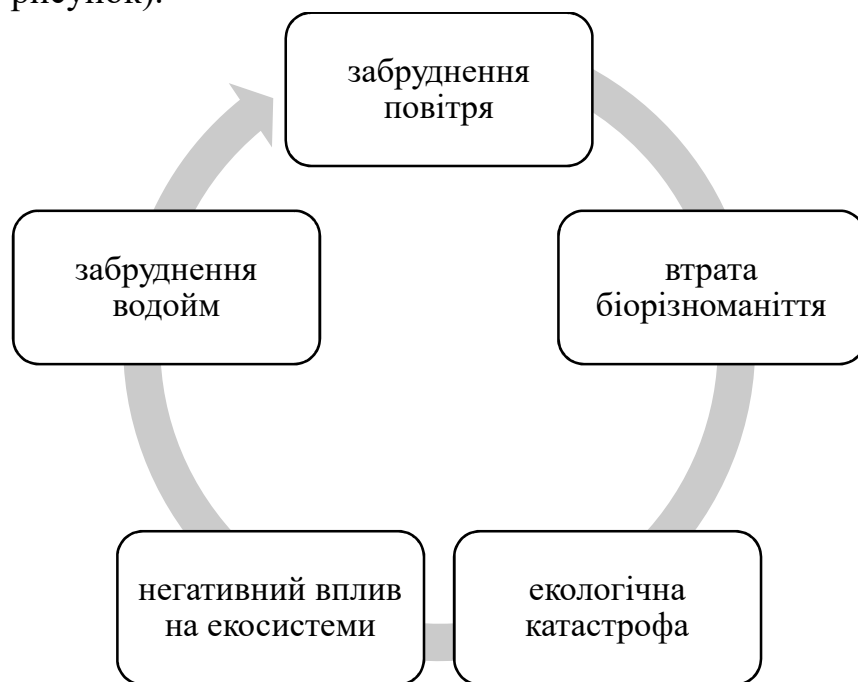 рисунок).
забруднення
повітря
втрата
біорізноманіття
екологічна
катастрофа
негативний вплив
на екосистеми
забруднення
водойм